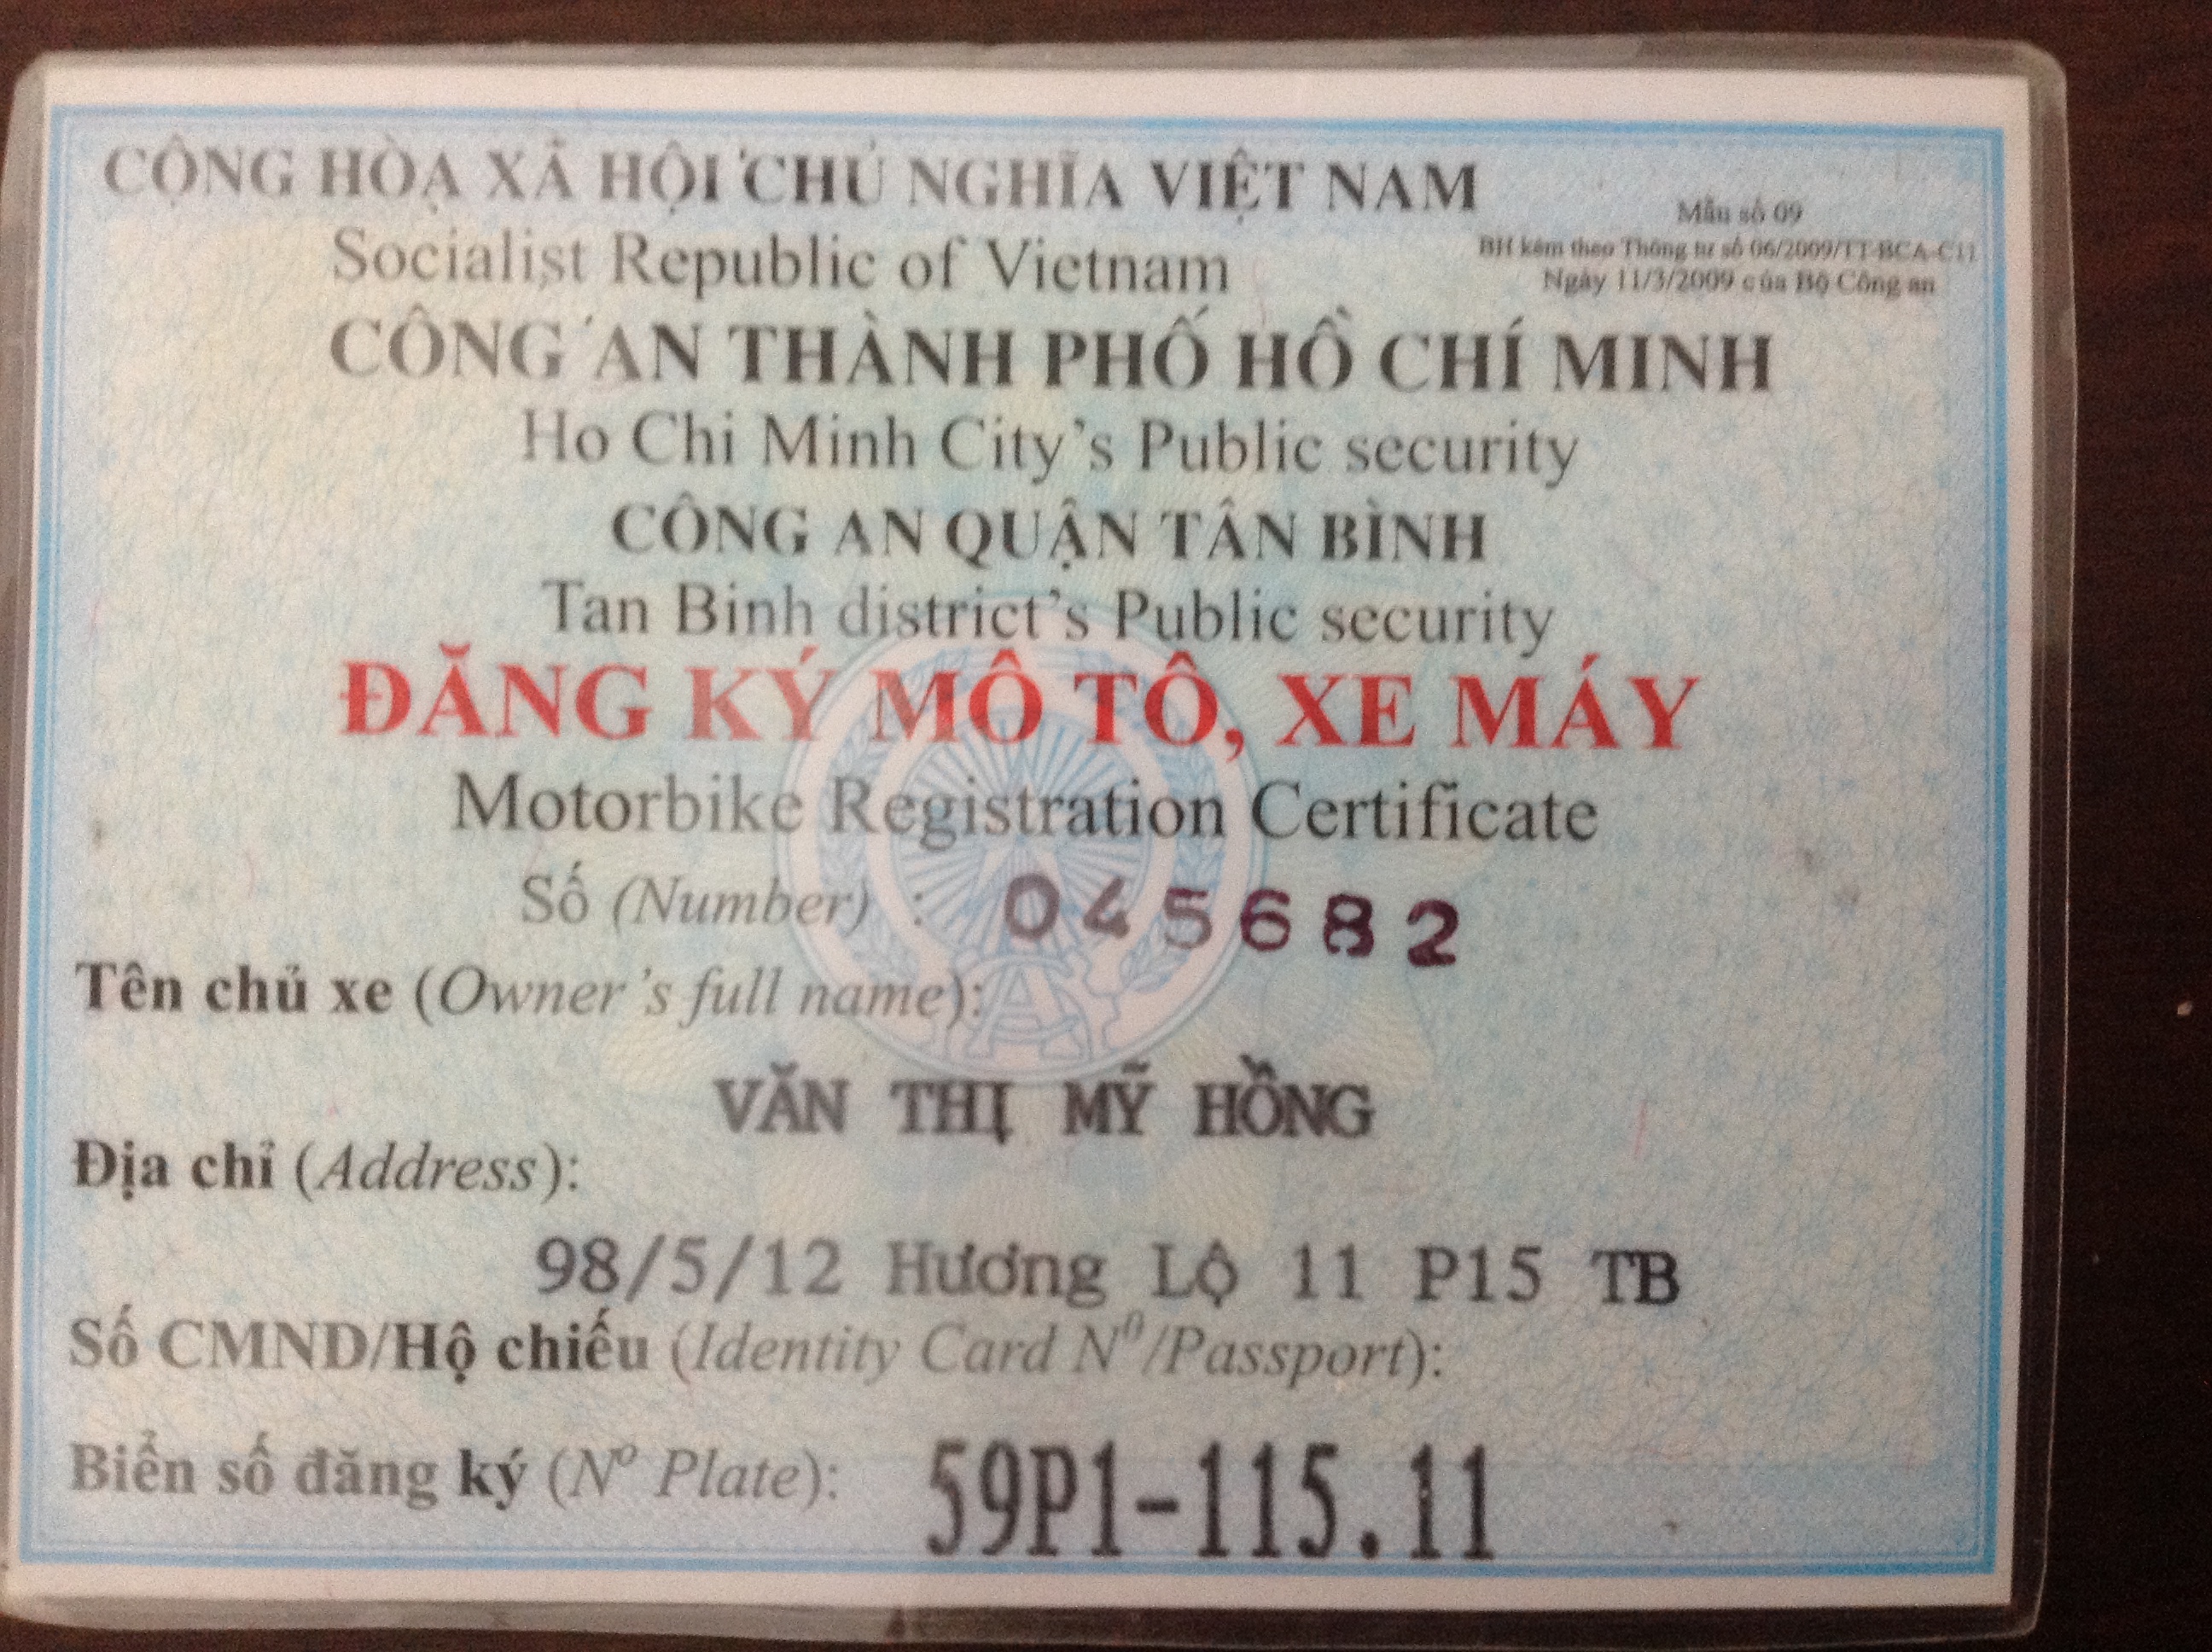 CỘNG HÒA XÃ HỘI CHỦ NGHĨA VIỆT NAM
Socialist Republic of Vietnam
Mẫu số 09
BH kèm theo Thông tư số 06/2009/TT-BCA-C11
Ngày 11/3/2009 của Bộ Công an
CÔNG AN THÀNH PHỐ HỒ CHÍ MINH
Ho Chi Minh City's Public security
CÔNG AN QUẬN TÂN BÌNH
Tan Binh district's Public security
ĐĂNG KÝ MÔ TÔ, XE MÁY
Motorbike Registration Certificate
Số (Number) : 045682
Tên chủ xe (Owner's full name):
VĂN THỊ MỸ HỒNG
Địa chỉ (Address):
98/5/12 Hương Lộ 11 P15 TB
Số CMND/Hộ chiếu (Identity Card N⁰/Passport):
Biển số đăng ký (Nº Plate): 59P1-115.11